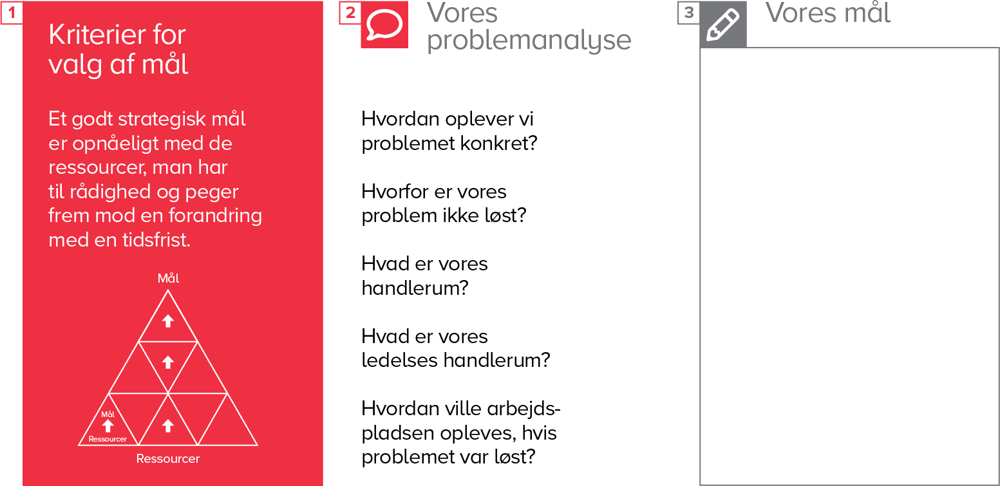 1
Kriterier for
valg af mål
Et godt strategisk mål
er opnåeligt med de
ressourcer, man har
til rådighed og peger
frem mod en forandring
med en tidsfrist.
Mål
Mål
Ressourcer
Ressourcer
2
Vores
problemanalyse
Hvordan oplever vi
problemet konkret?
Hvorfor er vores
problem ikke løst?
Hvad er vores
handlerum?
Hvad er vores
ledelses handlerum?
Hvordan ville arbejds-
pladsen opleves, hvis
problemet var løst?
3
Vores mål